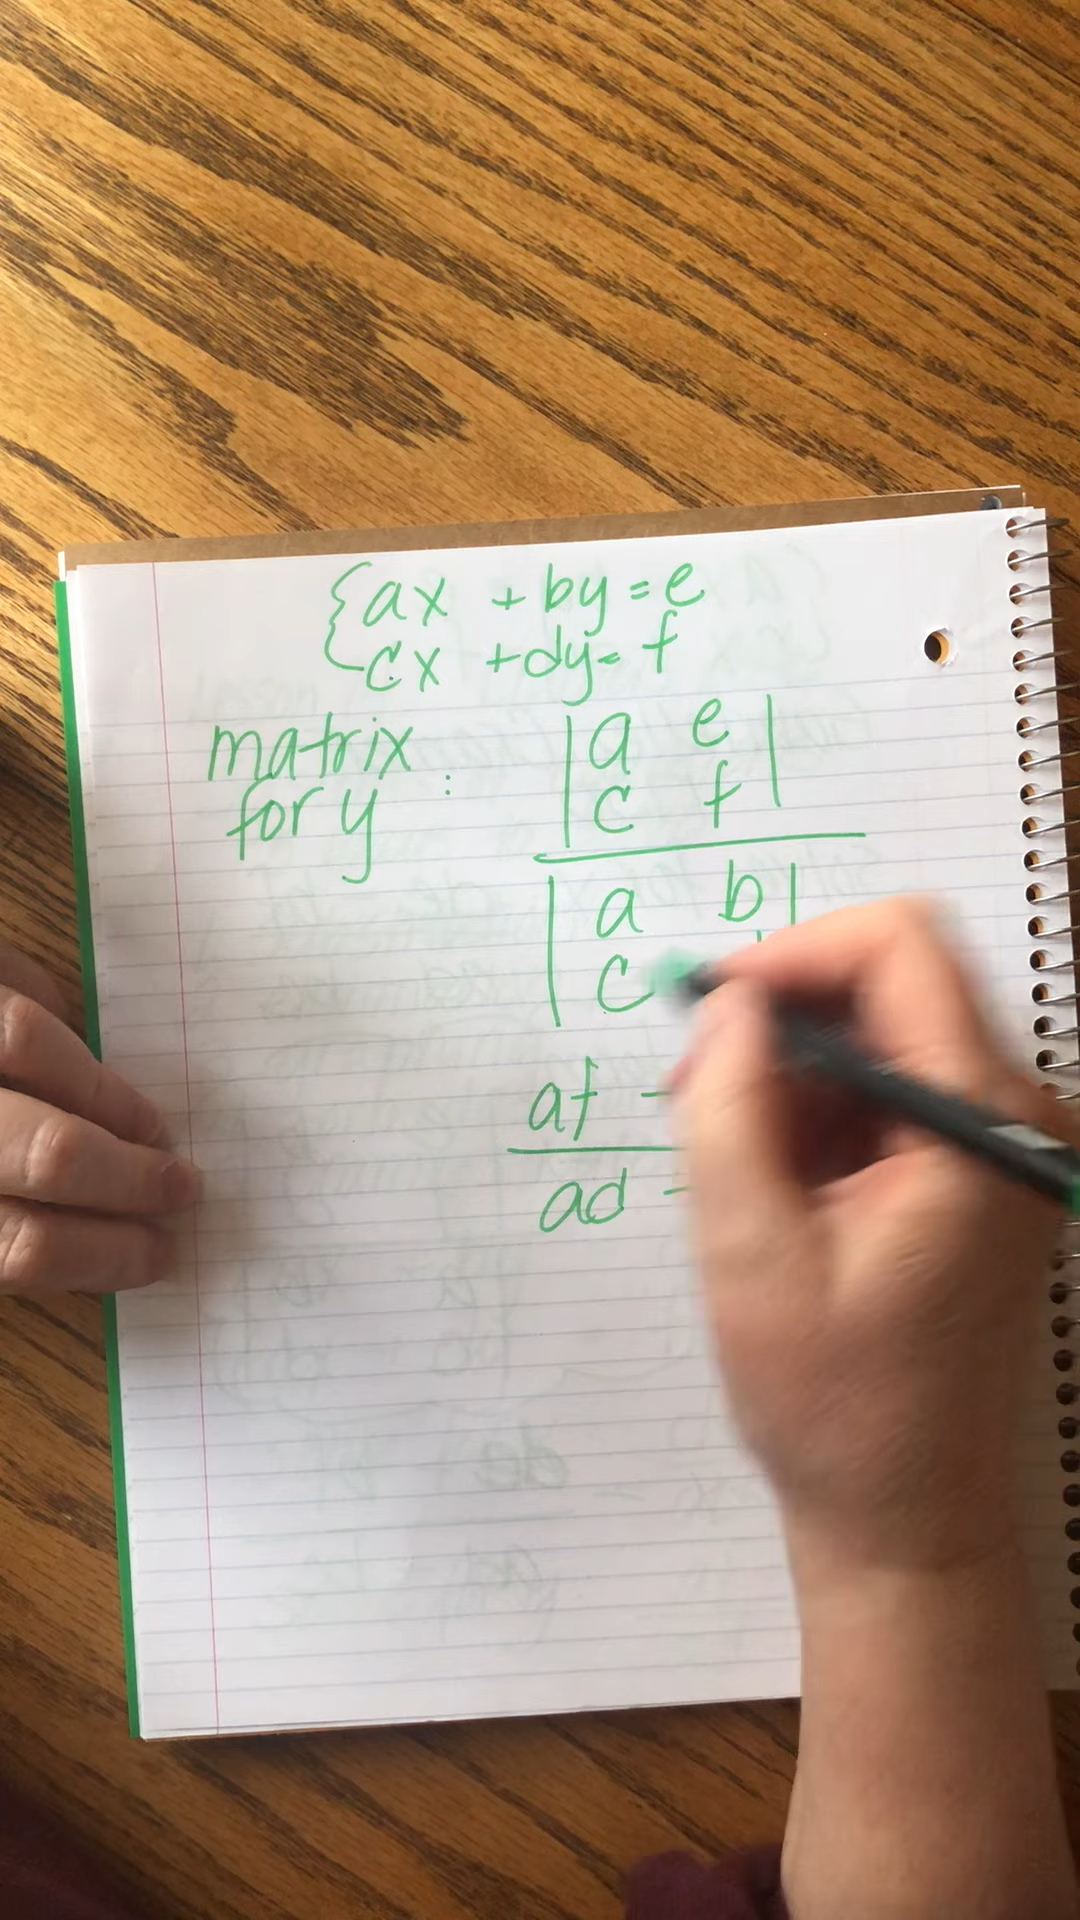 {ax + by = e
cx + dy = f
matrix
for y :
|a e|
|c f|
|a b|
|c
af -
ad -